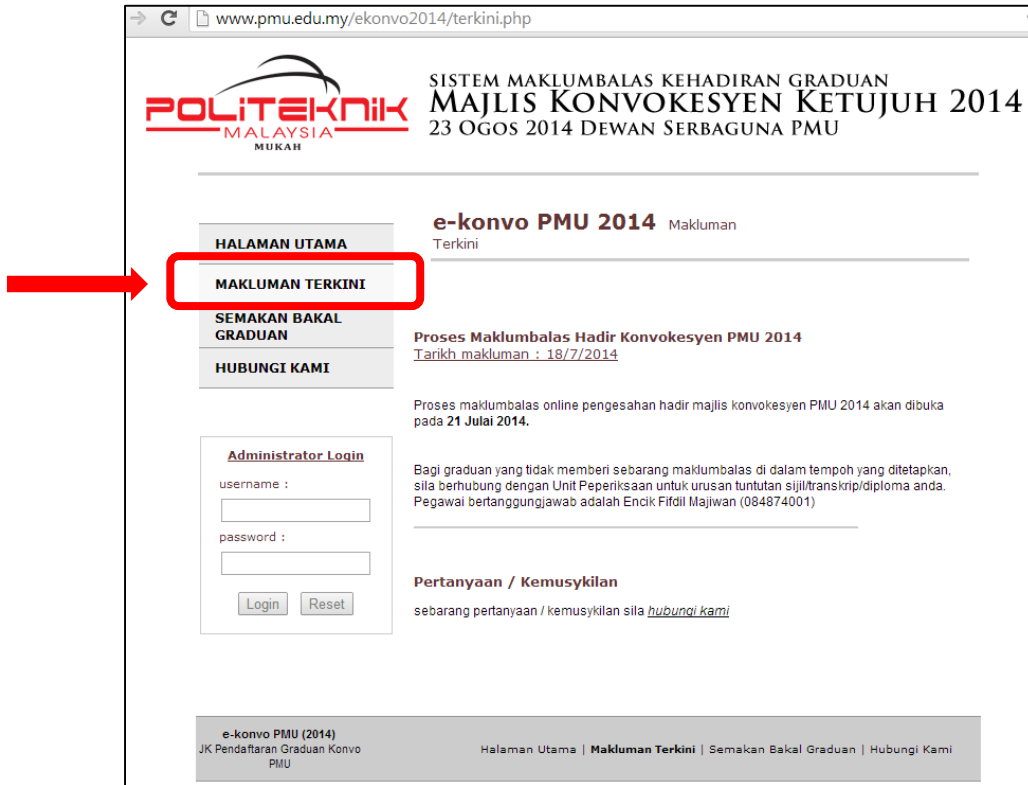 www.pmu.edu.my/ekonvo2014/terkini.php
POLITEKNIK
MALAYSIA
MUKAH
SISTEM MAKLUMBALAS KEHADIRAN GRADUAN
MAJLIS KONVOKESYEN KETUJUH 2014
23 OGOS 2014 DEWAN SERBAGUNA PMU
HALAMAN UTAMA
MAKLUMAN TERKINI
SEMAKAN BAKAL
GRADUAN
HUBUNGI KAMI
Administrator Login
username :
password :
Login Reset
e-konvo PMU 2014 Makluman
Terkini
Proses Maklumbalas Hadir Konvokesyen PMU 2014
Tarikh makluman : 18/7/2014
Proses maklumbalas online pengesahan hadir majlis konvokesyen PMU 2014 akan dibuka
pada 21 Julai 2014.
Bagi graduan yang tidak memberi sebarang maklumbalas di dalam tempoh yang ditetapkan,
sila berhubung dengan Unit Peperiksaan untuk urusan tuntutan sijil/transkrip/diploma anda.
Pegawai bertanggungjawab adalah Encik Fifdil Majiwan (084874001)
Pertanyaan / Kemusykilan
sebarang pertanyaan / kemusykilan sila hubungi kami
e-konvo PMU (2014)
JK Pendaftaran Graduan Konvo
PMU
Halaman Utama | Makluman Terkini | Semakan Bakal Graduan | Hubungi Kami